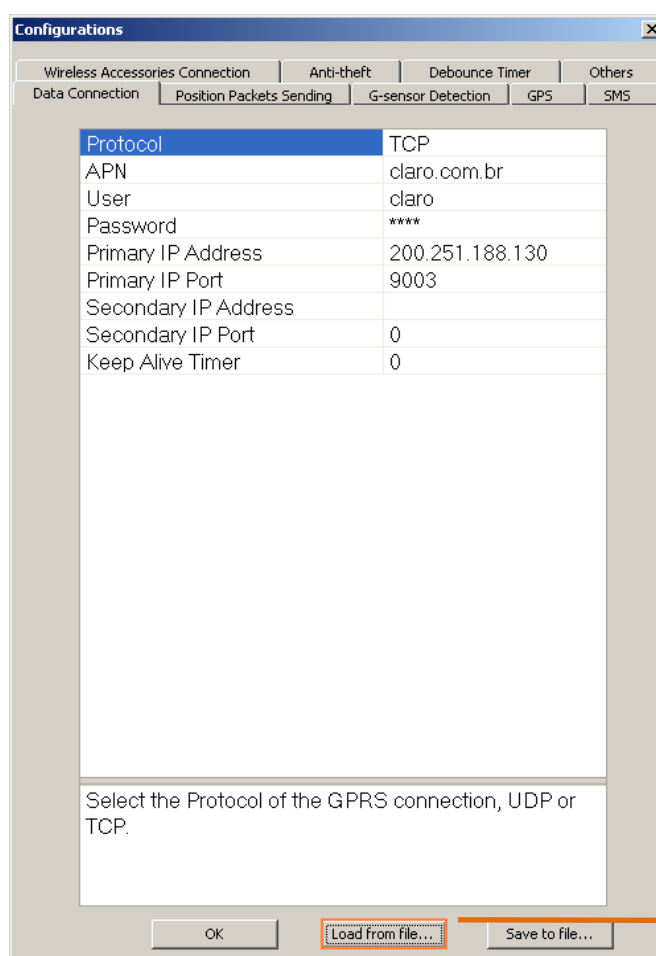 Configurations
Wireless Accessories Connection Anti-theft Debounce Timer Others
Data Connection Position Packets Sending G-sensor Detection GPS SMS
Protocol TCP
APN claro.com.br
User claro
Password ****
Primary IP Address 200.251.188.130
Primary IP Port 9003
Secondary IP Address
Secondary IP Port 0
Keep Alive Timer 0
Select the Protocol of the GPRS connection, UDP or
TCP.
OK Load from file... Save to file...